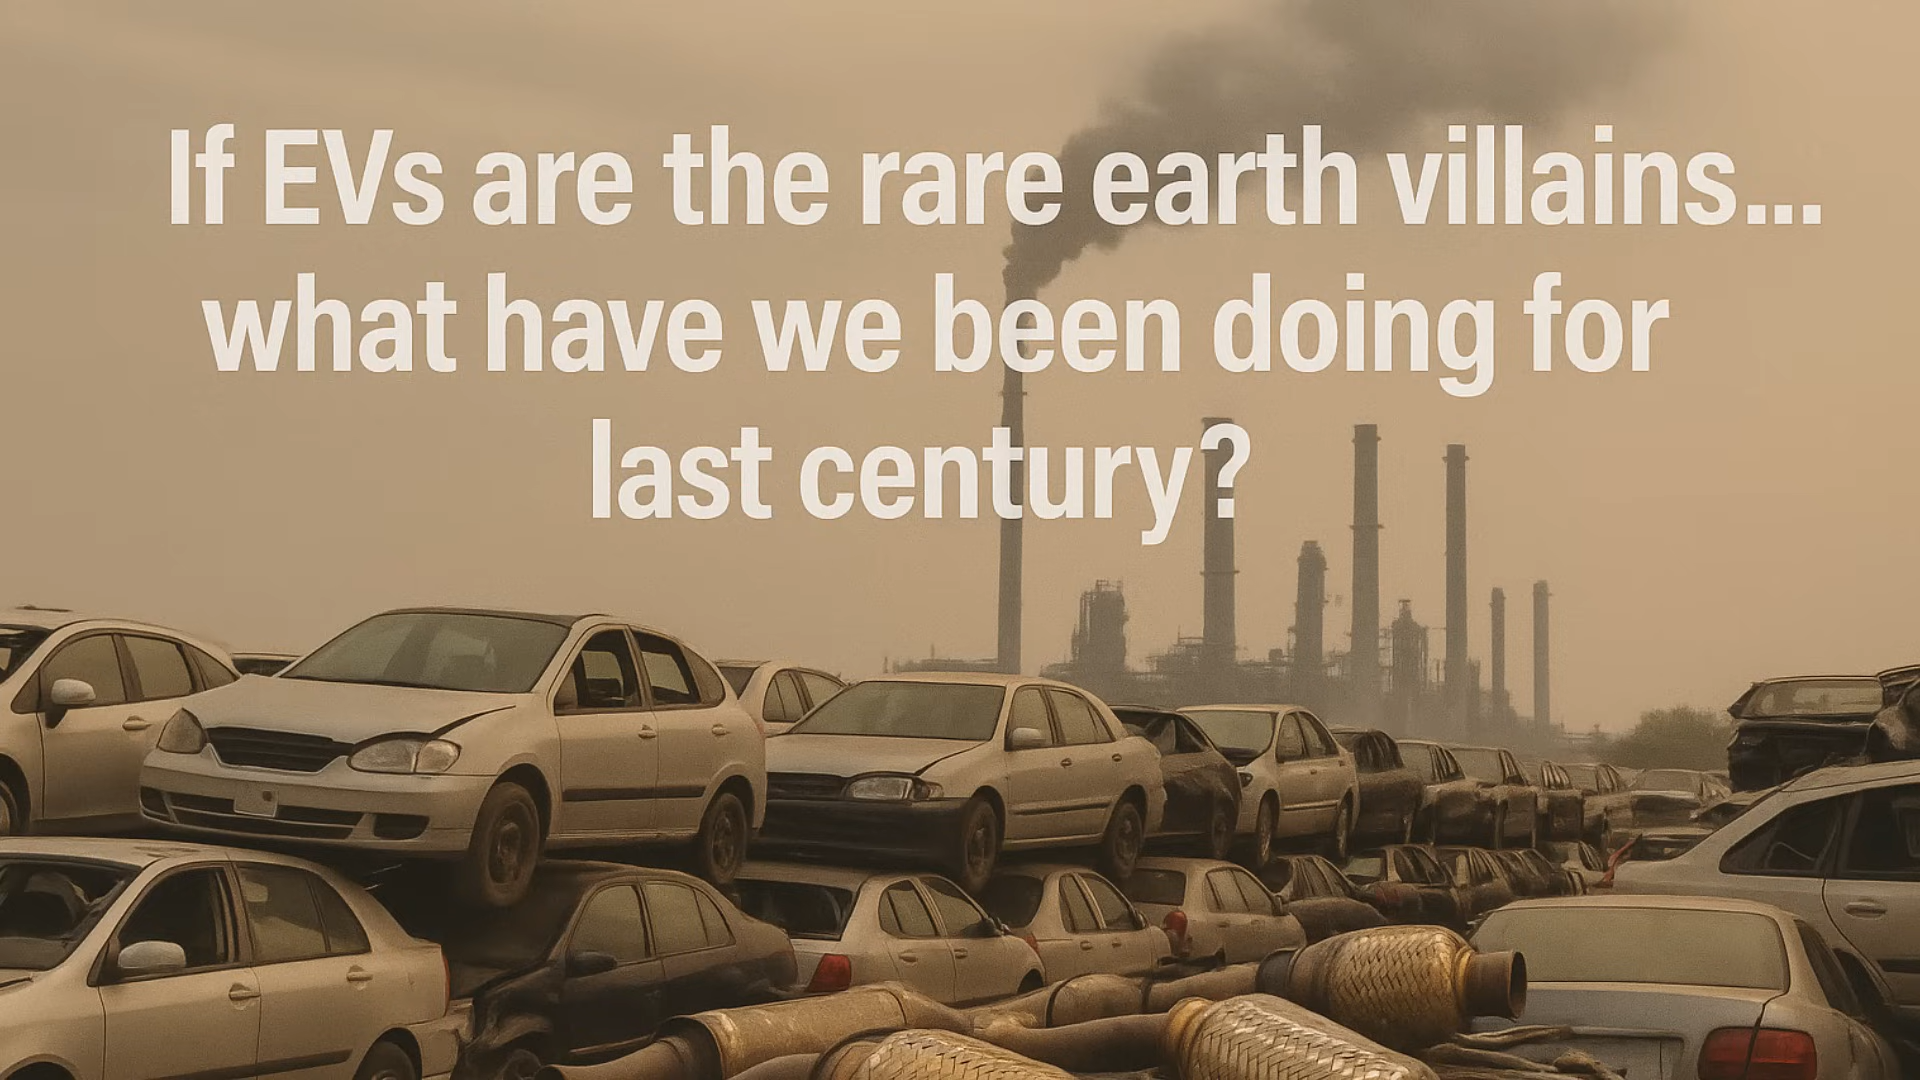 If EVs are the rare earth villains...
what have we been doing for
last century?